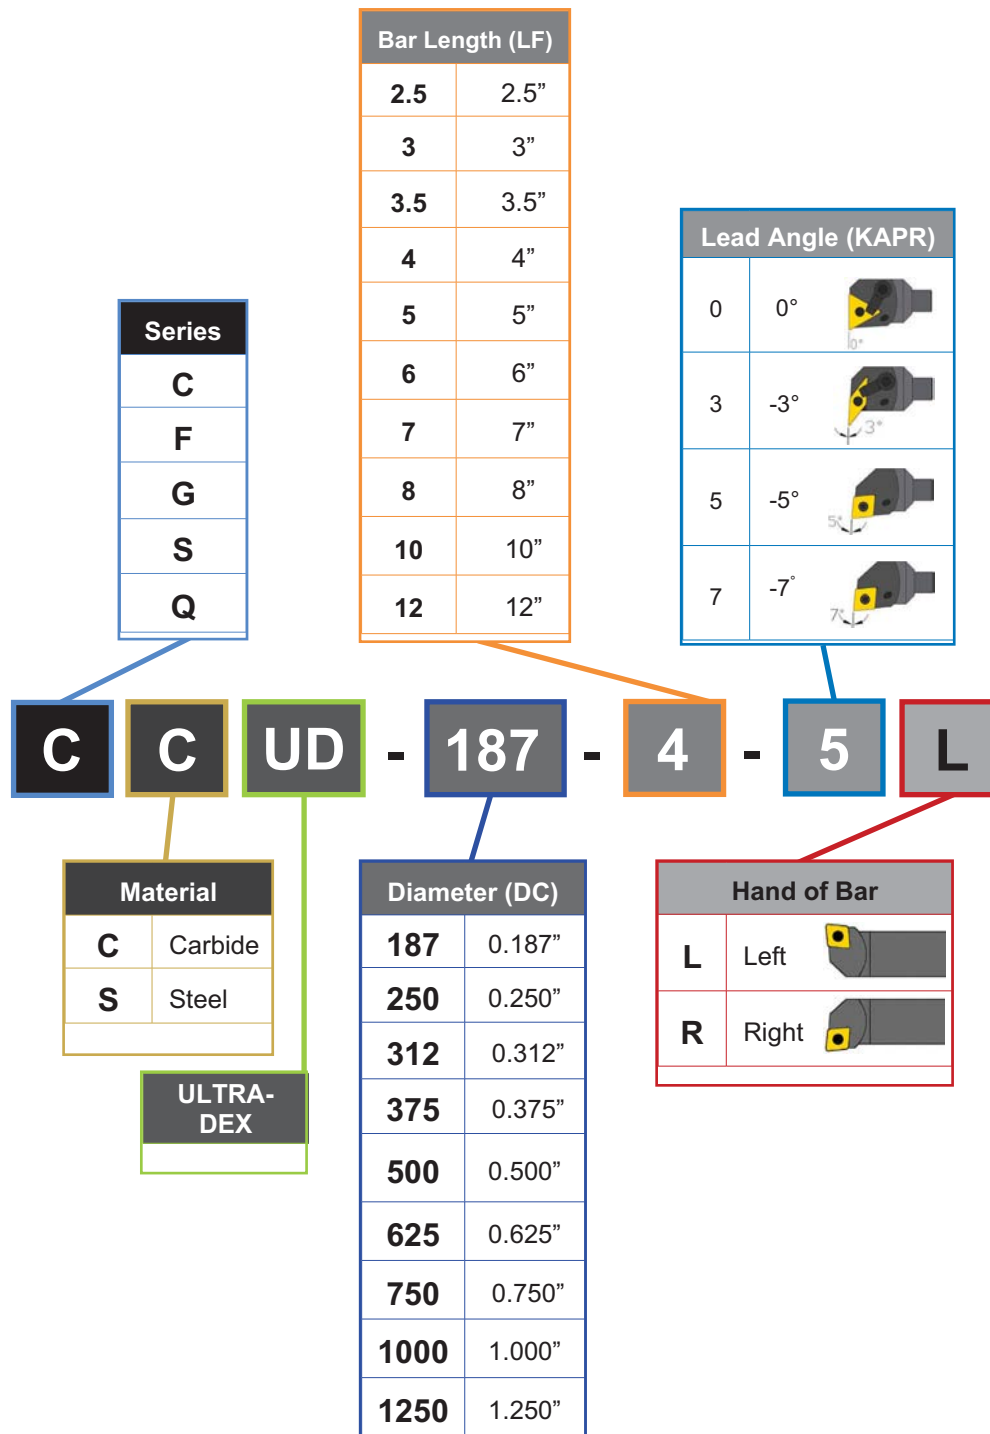 Bar Length (LF)
2.5 2.5”
3 3”
3.5 3.5”
4 4”
5 5”
6 6”
7 7”
8 8”
10 10”
12 12”
Lead Angle (KAPR)
0 0°
0°
3 -3°
3°
5 -5°
5°
7 -7°
7°
Series
C
F
G
S
Q
C C UD - 187 - 4 - 5 L
Material
C Carbide
S Steel
ULTRA-
DEX
Diameter (DC)
187 0.187”
250 0.250”
312 0.312”
375 0.375”
500 0.500”
625 0.625”
750 0.750”
1000 1.000”
1250 1.250”
Hand of Bar
L Left
R Right